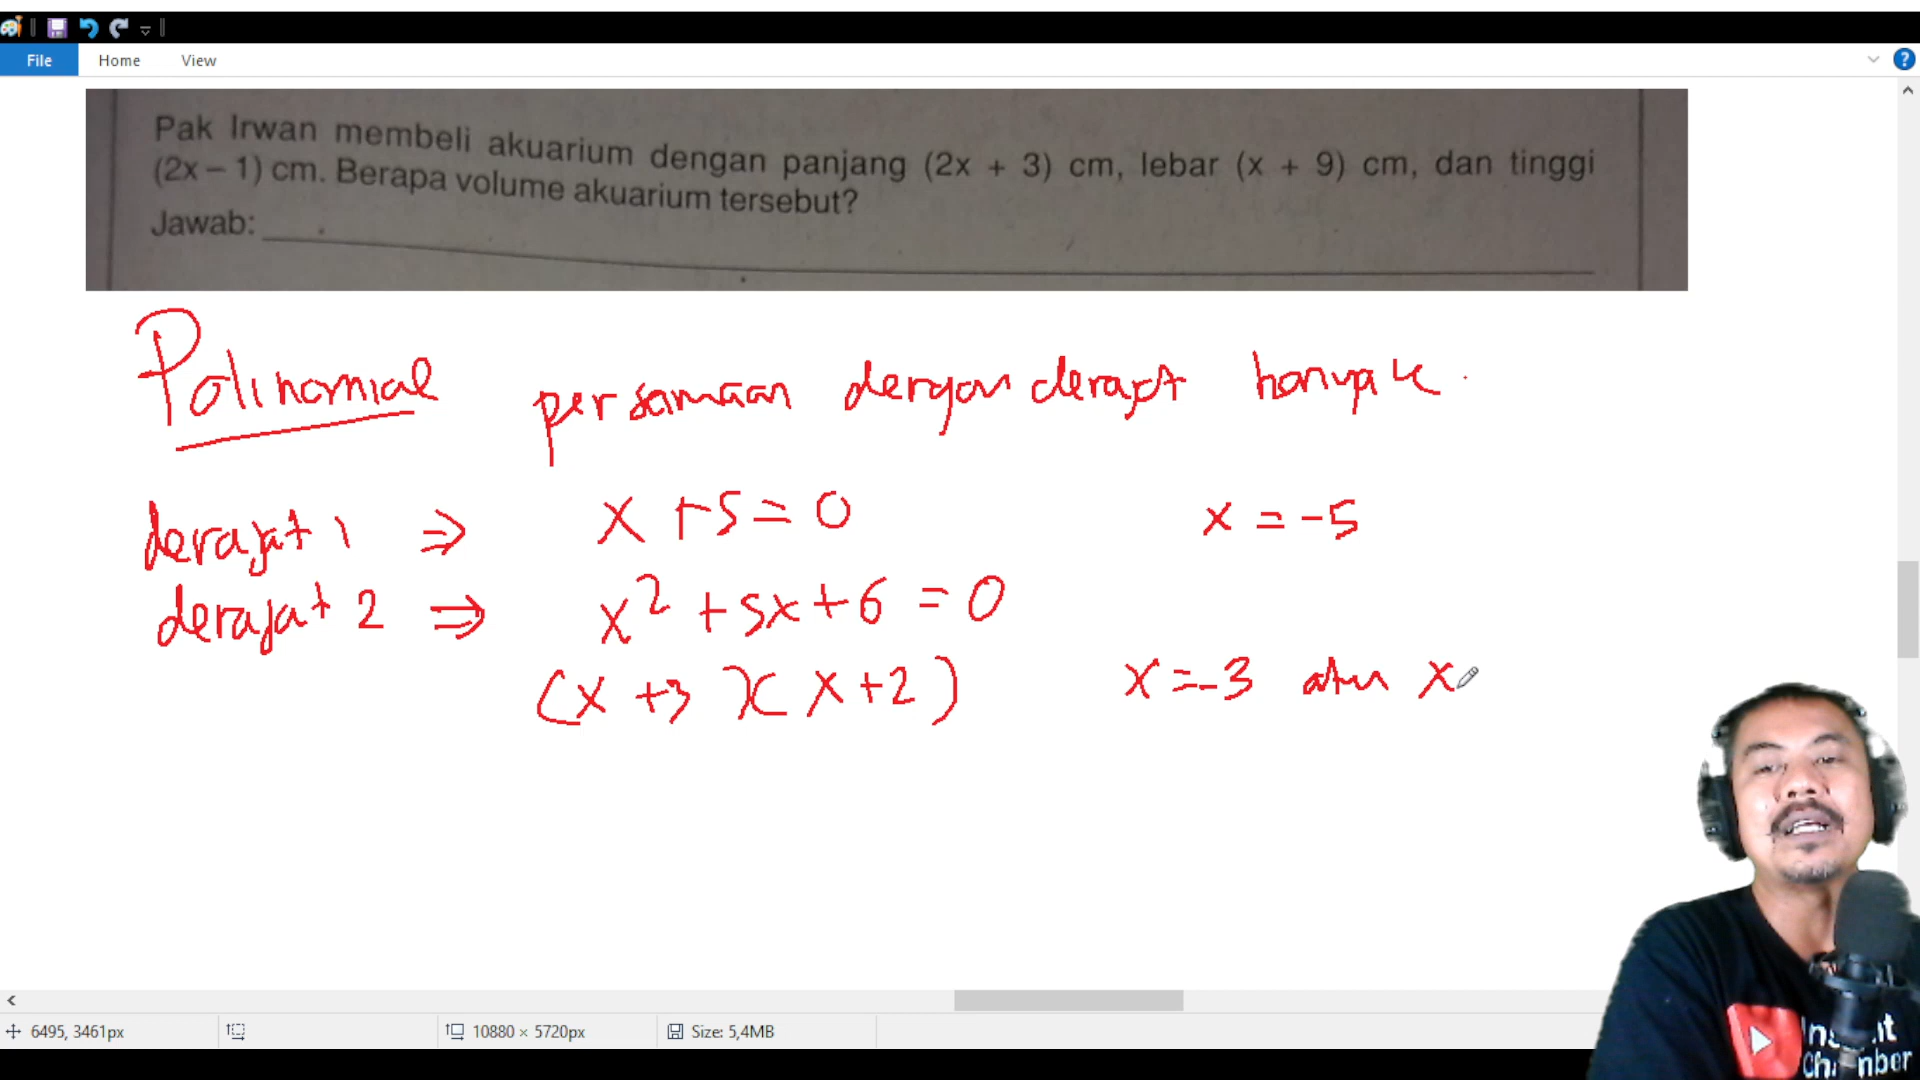 File Home View
Pak Irwan membeli akuarium dengan panjang (2x + 3) cm, lebar (x + 9) cm, dan tinggi
(2x – 1) cm. Berapa volume akuarium tersebut?
Jawab:
Polinomial persamaan dengan derajat banyak .
derajat 1 ⇒ x + 5 = 0 x = -5
derajat 2 ⇒ x² + 5x + 6 = 0
(x + 3)(x + 2) x = -3 atau x
6495, 3461px 10880 × 5720px Size: 5,4MB